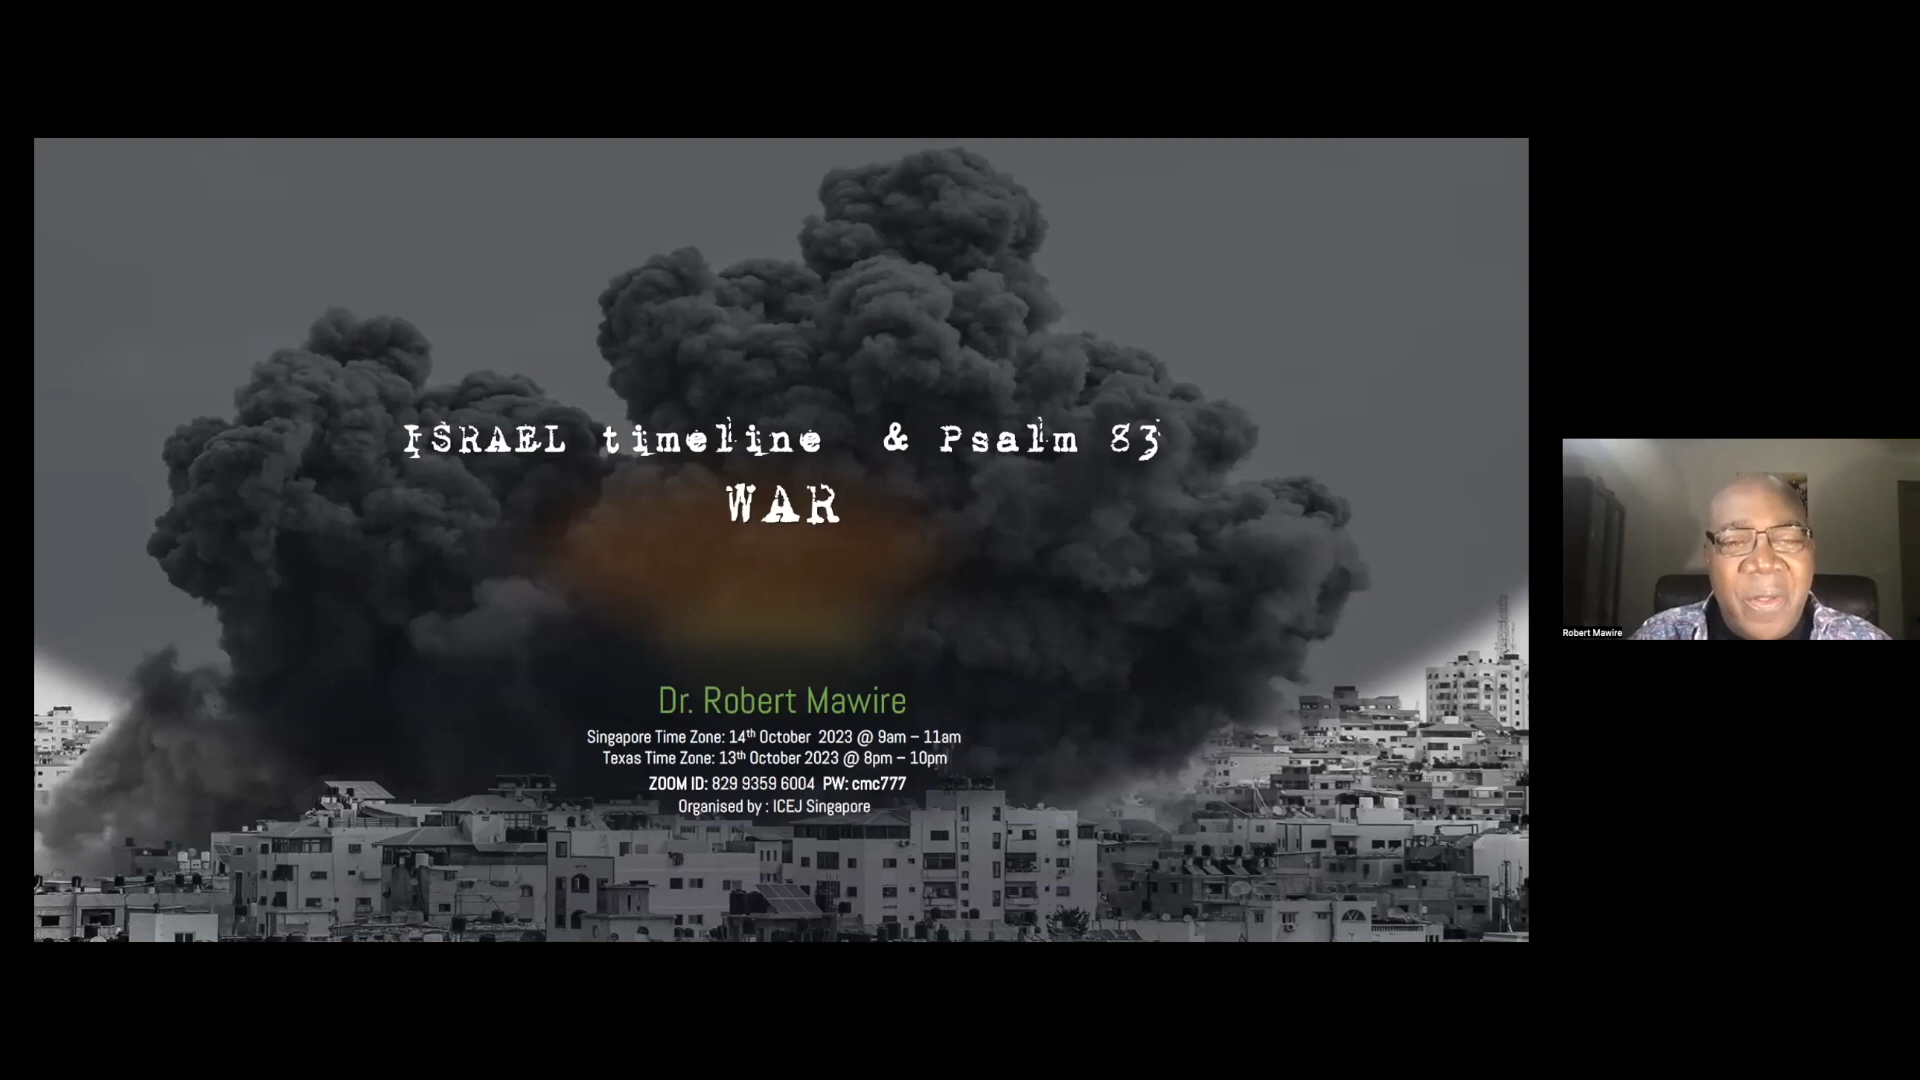 ISRAEL timeline & Psalm 83
WAR
Dr. Robert Mawire
Singapore Time Zone: 14th October 2023 @ 9am – 11am
Texas Time Zone: 13th October 2023 @ 8pm – 10pm
ZOOM ID: 829 9359 6004 PW: cmc777
Organised by : ICEJ Singapore
Robert Mawire